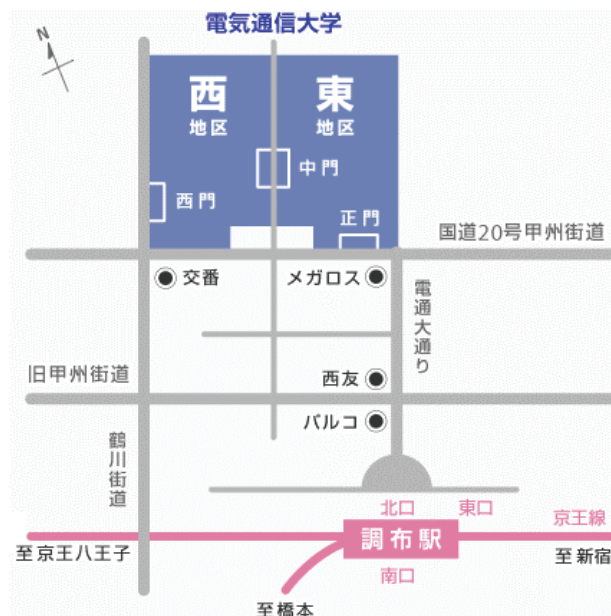 電気通信大学
N
西
地区
東
地区
中門
西門
正門
国道20号甲州街道
交番
メガロス
電通大通り
西友
旧甲州街道
パルコ
鶴川街道
北口
東口
京王線
調布駅
至京王八王子
至新宿
南口
至橋本